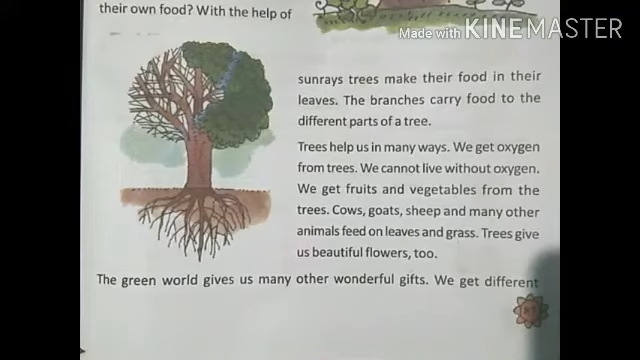 their own food? With the help of
Made with KINEMASTER
sunrays trees make their food in their
leaves. The branches carry food to the
different parts of a tree.
Trees help us in many ways. We get oxygen
from trees. We cannot live without oxygen.
We get fruits and vegetables from the
trees. Cows, goats, sheep and many other
animals feed on leaves and grass. Trees give
us beautiful flowers, too.
The green world gives us many other wonderful gifts. We get different